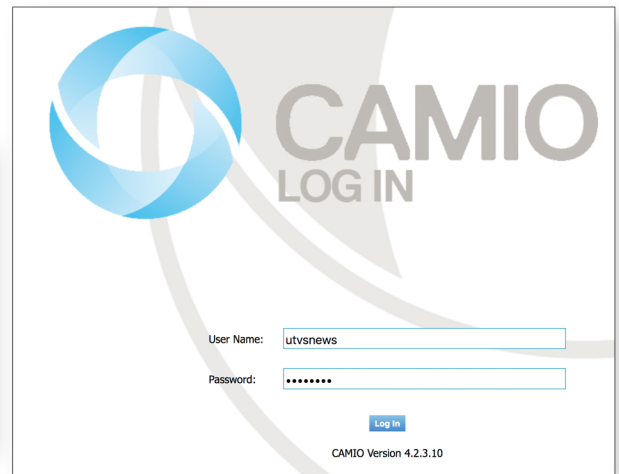 CAMIO
LOG IN
User Name: utvsnews
Password: ••••••••
Log In
CAMIO Version 4.2.3.10